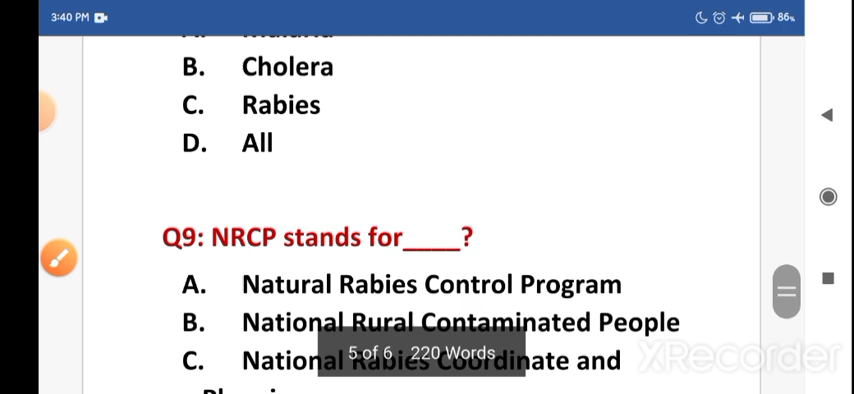 3:40 PM
86%
B. Cholera
C. Rabies
D. All
Q9: NRCP stands for____?
A. Natural Rabies Control Program
B. National Rural Contaminated People
C. National Rabies Coordinate and
5 of 6 220 Words
XRecorder